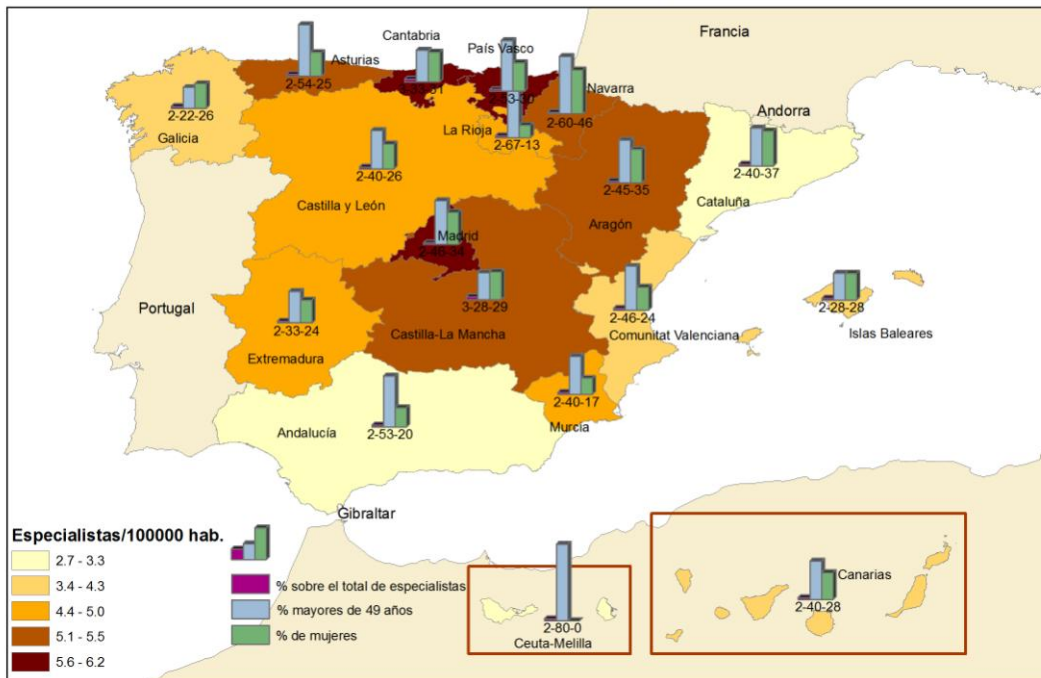 Francia
Cantabria
País Vasco
Asturias
2-54-25
Navarra
2-60-46
Andorra
2-22-26
Galicia
La Rioja
2-67-13
2-40-26
2-45-35
2-40-37
Cataluña
Castilla y León
Aragón
Madrid
Portugal
3-28-29
2-46-24
2-28-28
2-33-24
Castilla-La Mancha
Comunitat Valenciana
Islas Baleares
Extremadura
2-40-17
2-53-20
Andalucía
Murcia
Gibraltar
Especialistas/100000 hab.
2.7 - 3.3
3.4 - 4.3
4.4 - 5.0
5.1 - 5.5
5.6 - 6.2
% sobre el total de especialistas
% mayores de 49 años
% de mujeres
2-80-0
Ceuta-Melilla
Canarias
2-40-28